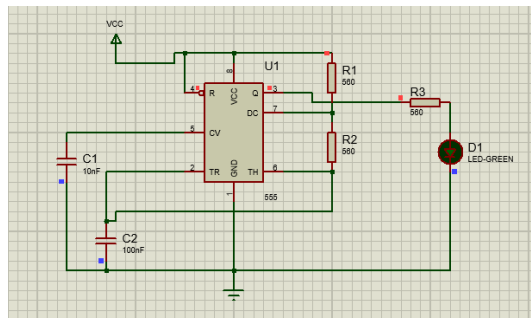 VCC
U1
R1
560
4
R
8
VCC
Q
3
R3
560
DC
7
5
CV
R2
560
D1
LED-GREEN
C1
10nF
2
TR
GND
1
TH
6
555
C2
100nF